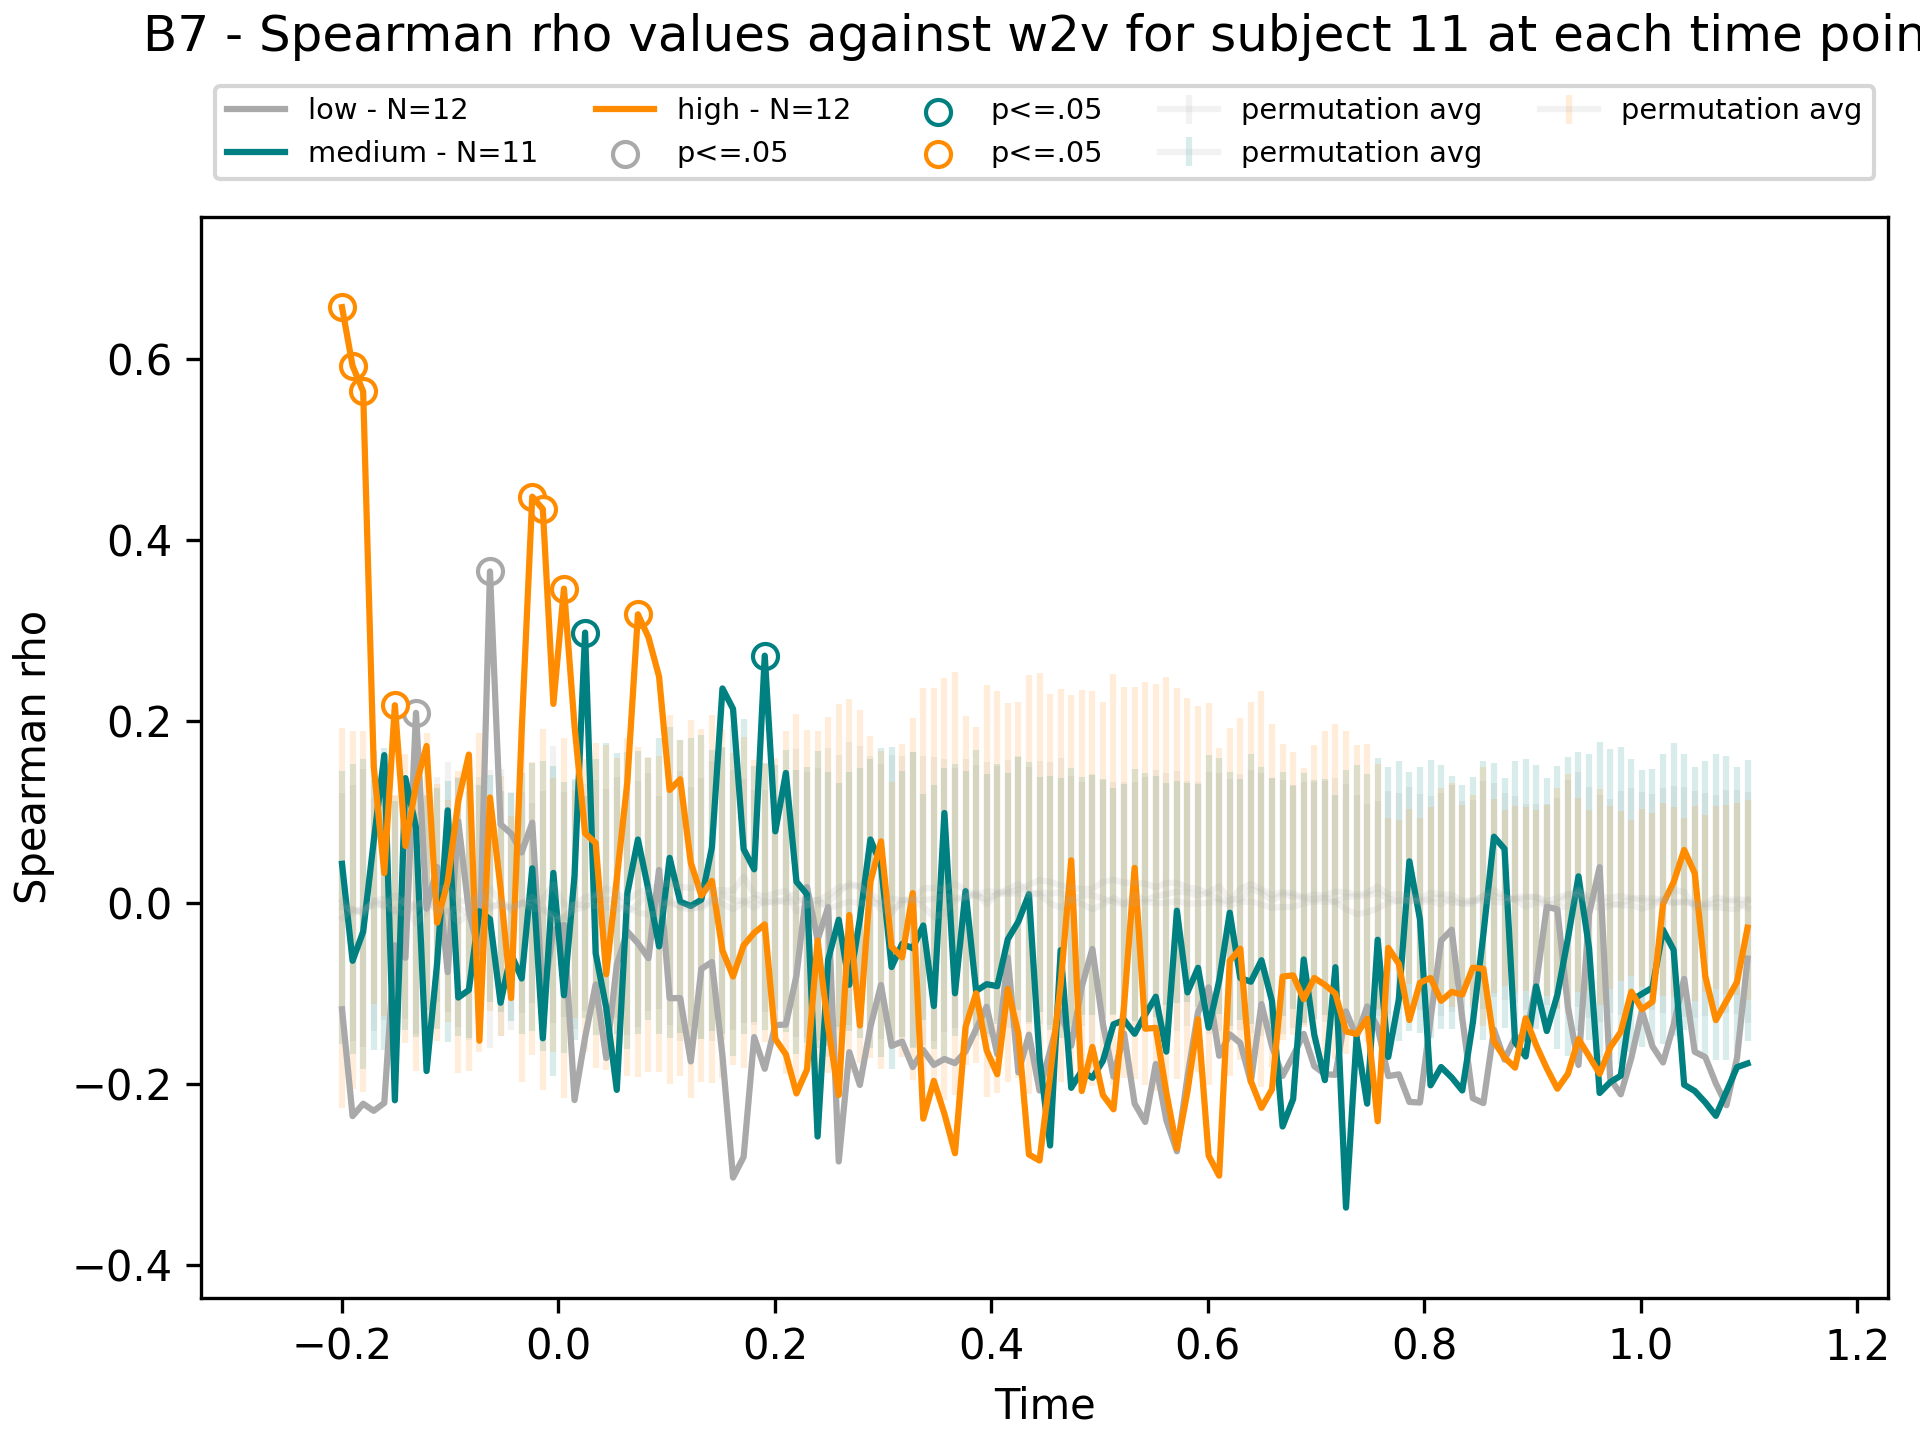 B7 - Spearman rho values against w2v for subject 11 at each time poin
low - N=12
medium - N=11
high - N=12
p<=.05
p<=.05
p<=.05
permutation avg
permutation avg
permutation avg
Spearman rho
0.6
0.4
0.2
0.0
−0.2
−0.4
−0.2 0.0 0.2 0.4 0.6 0.8 1.0 1.2
Time